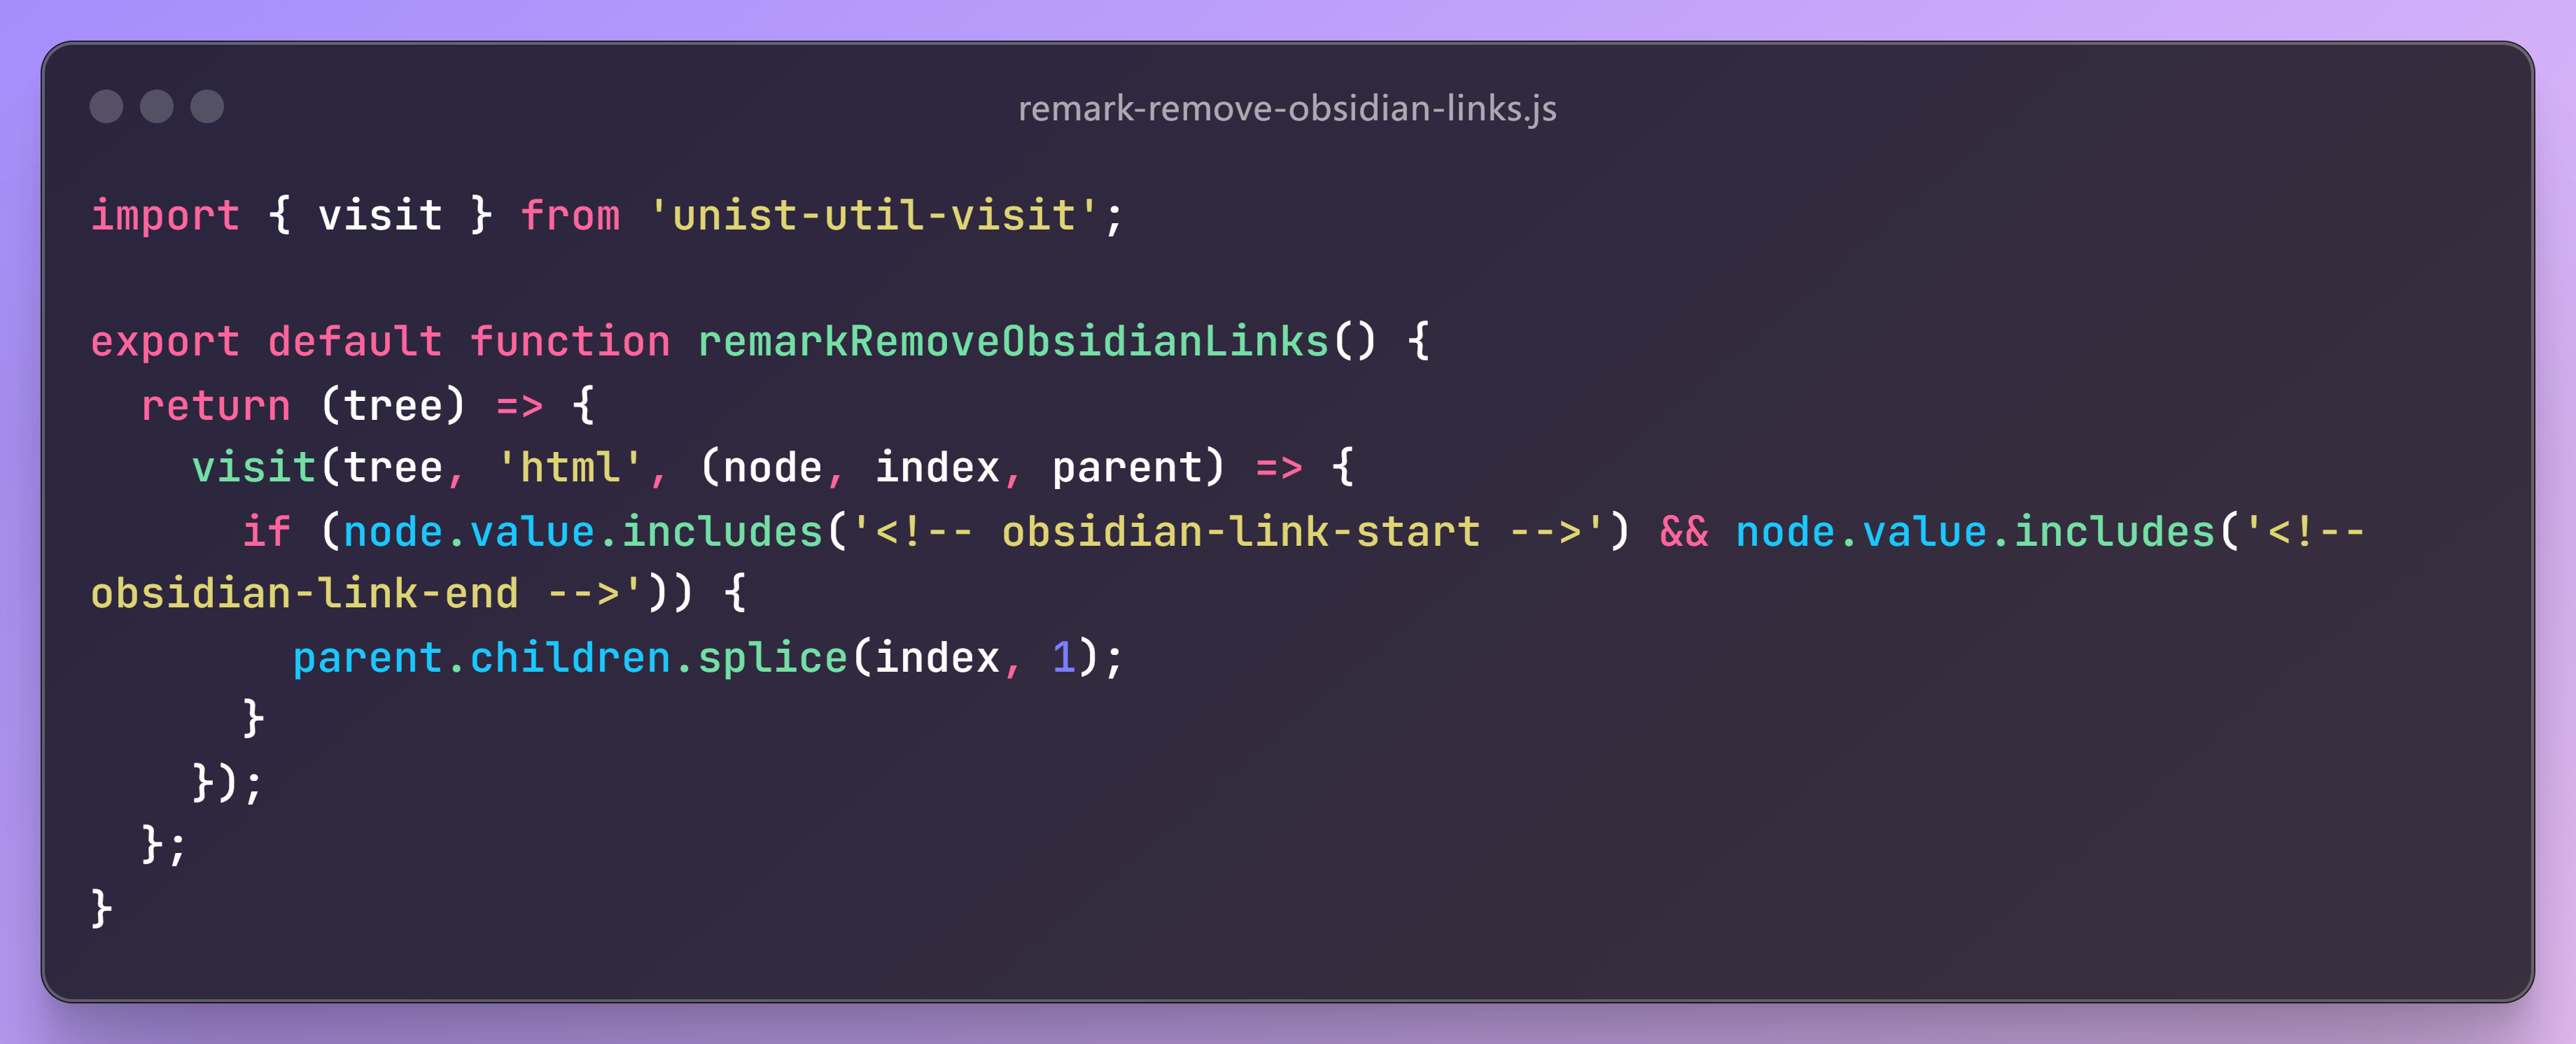 remark-remove-obsidian-links.js
import { visit } from 'unist-util-visit';
export default function remarkRemoveObsidianLinks() {
  return (tree) => {
    visit(tree, 'html', (node, index, parent) => {
      if (node.value.includes('<!-- obsidian-link-start -->') && node.value.includes('<!--
obsidian-link-end -->')) {
        parent.children.splice(index, 1);
      }
    });
  };
}